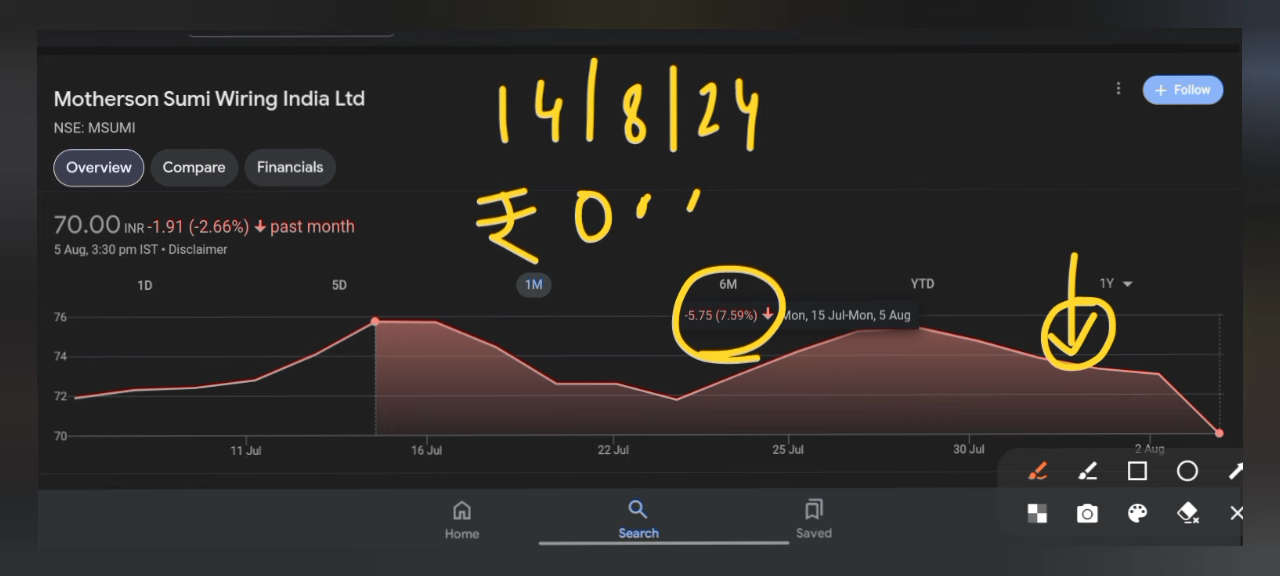 Motherson Sumi Wiring India Ltd
NSE: MSUMI
14/8/24
+ Follow
Overview Compare Financials
₹ 0
70.00 INR -1.91 (-2.66%) ↓ past month
5 Aug, 3:30 pm IST • Disclaimer
1D 5D 1M 6M YTD 1Y
-5.75 (7.59%) ↓ Mon, 15 Jul-Mon, 5 Aug
76
74
72
70
11 Jul 16 Jul 22 Jul 25 Jul 30 Jul 2 Aug
Home Search Saved